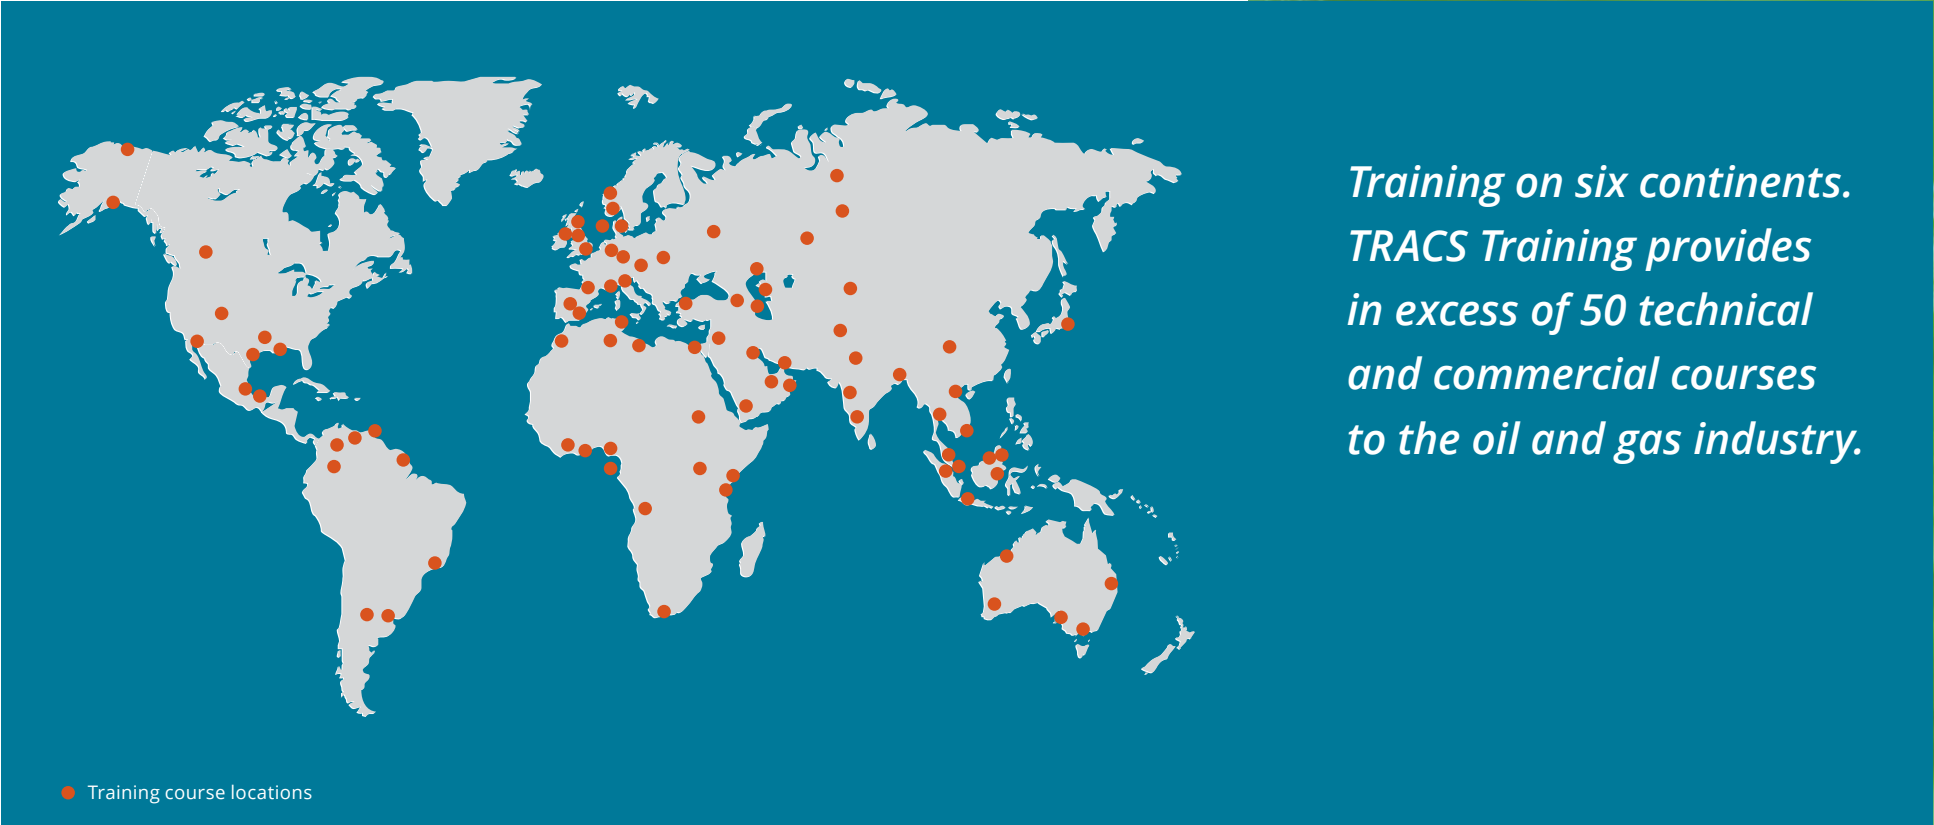 Training on six continents.
TRACS Training provides
in excess of 50 technical
and commercial courses
to the oil and gas industry.
Training course locations